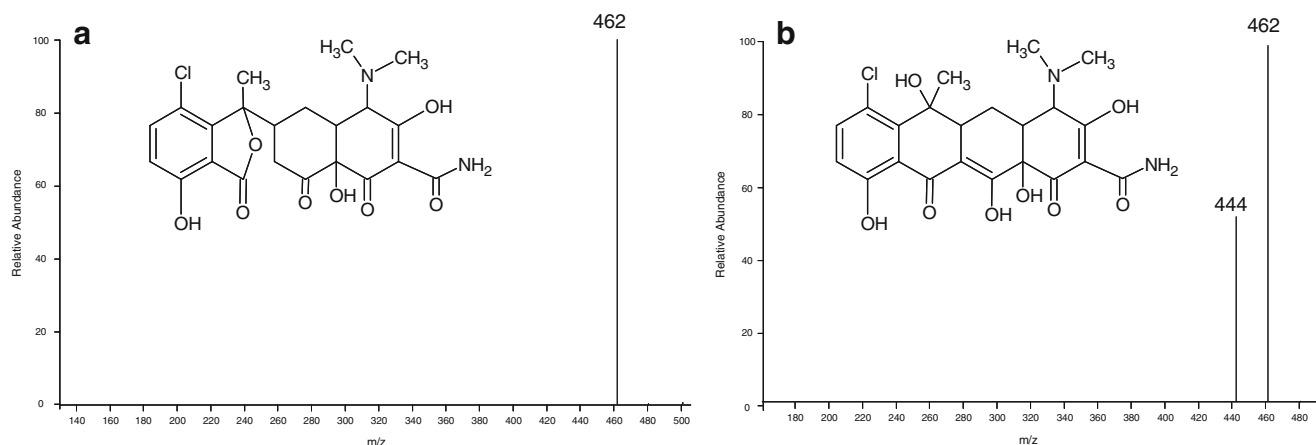 a
462
100
80
60
40
20
0
Relative Abundance
140 160 180 200 220 240 260 280 300 320 340 360 380 400 420 440 460 480 500
m/z
H3C
CH3
N
Cl
CH3
OH
O
NH2
O
OH
O
O
O
OH
b
462
444
100
80
60
40
20
0
Relative Abundance
180 200 220 240 260 280 300 320 340 360 380 400 420 440 460 480
m/z
H3C
CH3
N
Cl
HO
CH3
OH
NH2
OH
O
O
O
OH
OH